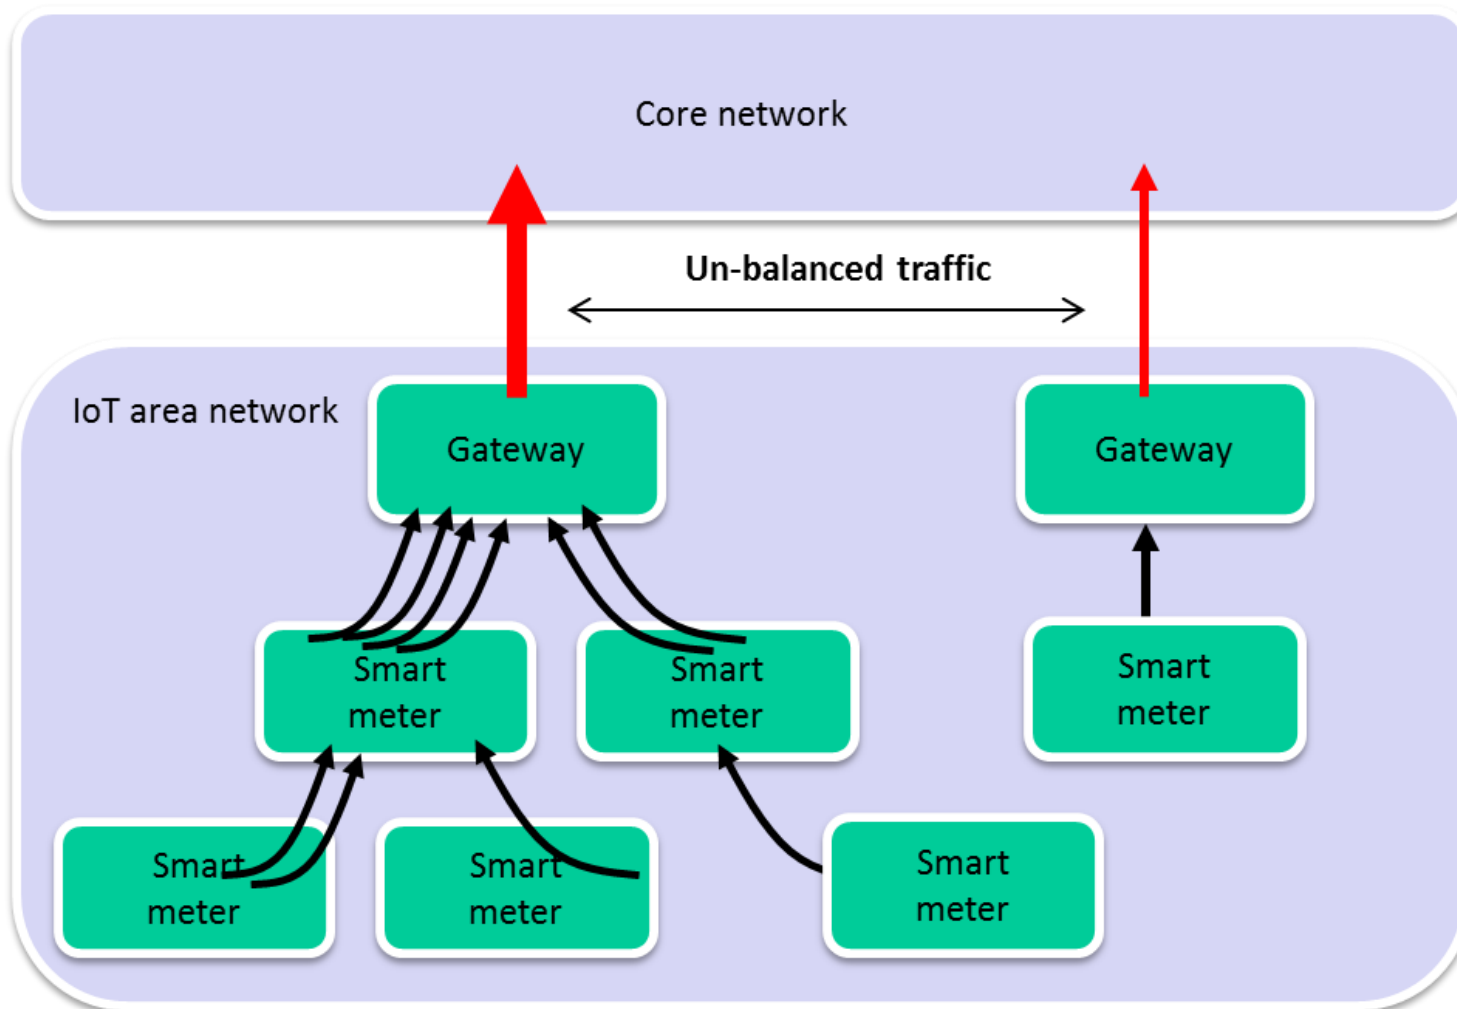 Core network
Un-balanced traffic
IoT area network
Gateway
Gateway
Smart
meter
Smart
meter
Smart
meter
Smart
meter
Smart
meter
Smart
meter